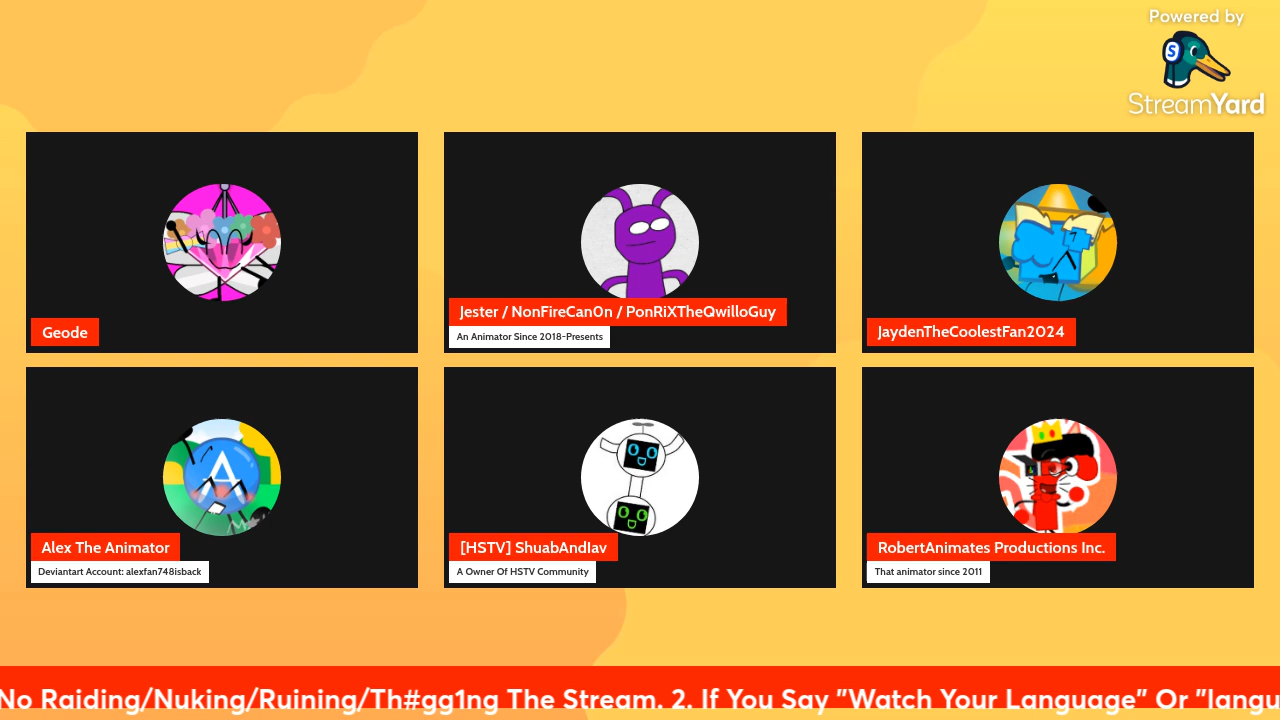 Powered by
S
StreamYard
Geode
Jester / NonFireCan0n / PonRiXTheQwilloGuy
An Animator Since 2018-Presents
JaydenTheCoolestFan2024
A
Alex The Animator
Deviantart Account: alexfan748isback
[HSTV] ShuabAndIav
A Owner Of HSTV Community
RobertAnimates Productions Inc.
That animator since 2011
No Raiding/Nuking/Ruining/Th#gg1ng The Stream. 2. If You Say "Watch Your Language" Or "langu